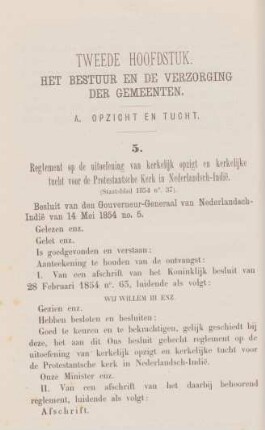 TWEEDE HOOFDSTUK.
HET BESTUUR EN DE VERZORGING
DER GEMEENTEN.
A. OPZICHT EN TUCHT.
5.
Reglement op de uitoefening van kerkelijk opzigt en kerkelijke
tucht voor de Protestantsche Kerk in Nederlandsch-Indië.
(Staatsblad 1854 n°. 37).
Besluit van den Gouverneur-Generaal van Nederlandsch-
Indië van 14 Mei 1854 no. 5.
Gelezen enz.
Gelet enz.
Is goedgevonden en verstaan:
Aanteekening te houden van de ontvangst:
I. Van een afschrift van het Koninklijk besluit van
28 Februari 1854 n°. 65, luidende als volgt:
WIJ WILLEM III ENZ.
Gezien enz.
Hebben besloten en besluiten:
Goed te keuren en te bekrachtigen, gelijk geschiedt bij
deze, het aan dit Ons besluit gehecht reglement op de
uitoefening van kerkelijk opzigt en kerkelijke tucht voor
de Protestantsche kerk in Nederlandsch-Indië.
Onze Minister enz.
II. Van een afschrift van het daarbij behoorend
reglement, luidende als volgt:
Afschrift.